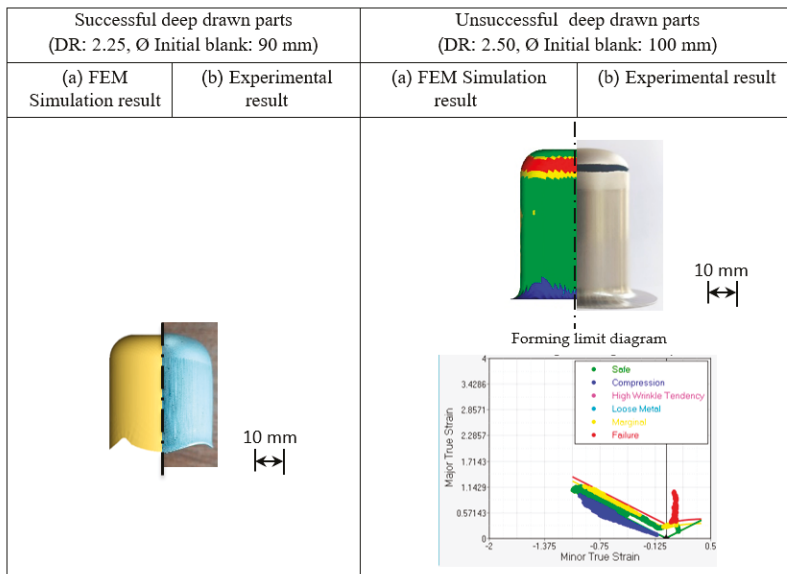 Successful deep drawn parts
(DR: 2.25, Ø Initial blank: 90 mm)
Unsuccessful deep drawn parts
(DR: 2.50, Ø Initial blank: 100 mm)
(a) FEM
Simulation result
(b) Experimental
result
(a) FEM Simulation
result
(b) Experimental result
10 mm
10 mm
Forming limit diagram
4
3.4286
2.8571
2.2857
1.7143
1.1429
0.57143
Major True Strain
Safe
Compression
High Wrinkle Tendency
Loose Metal
Marginal
Failure
-2
-1.375
-0.75
-0.125
0.5
Minor True Strain